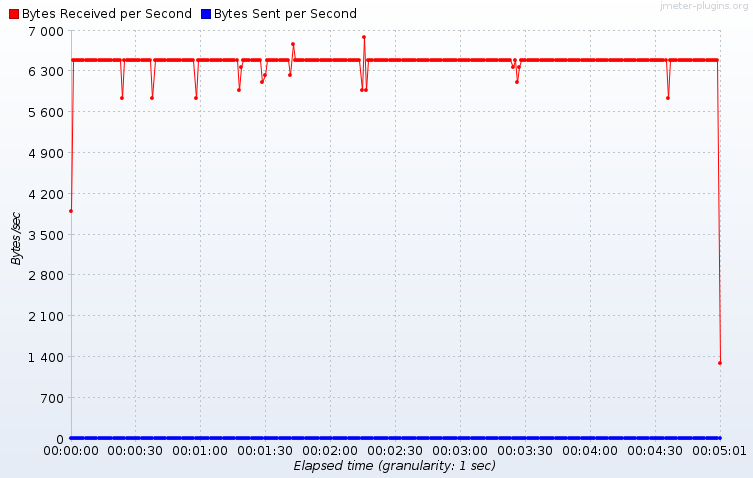 jmeter-plugins.org
Bytes Received per Second Bytes Sent per Second
7 000
6 300
5 600
4 900
4 200
3 500
2 800
2 100
1 400
700
0
Bytes/sec
00:00:00 00:00:30 00:01:00 00:01:30 00:02:00 00:02:30 00:03:00 00:03:30 00:04:00 00:04:30 00:05:01
Elapsed time (granularity: 1 sec)